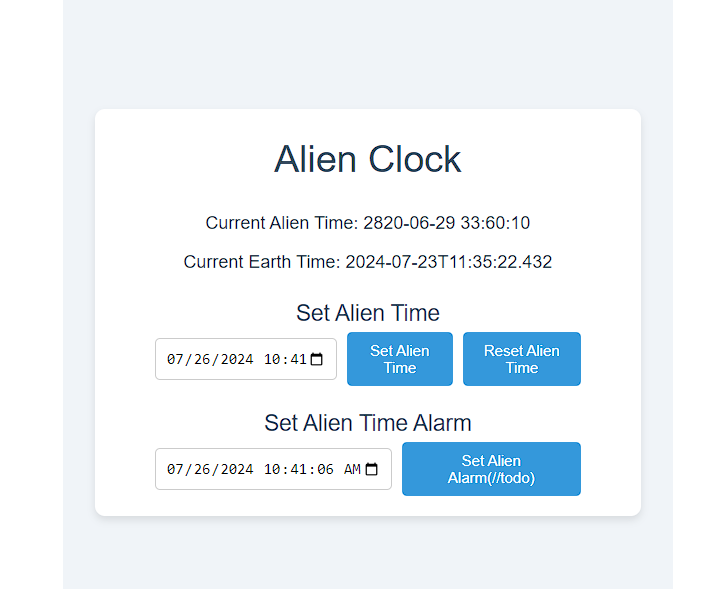 Alien Clock
Current Alien Time: 2820-06-29 33:60:10
Current Earth Time: 2024-07-23T11:35:22.432
Set Alien Time
07/26/2024 10:41
Set Alien
Time
Reset Alien
Time
Set Alien Time Alarm
07/26/2024 10:41:06 AM
Set Alien
Alarm(//todo)